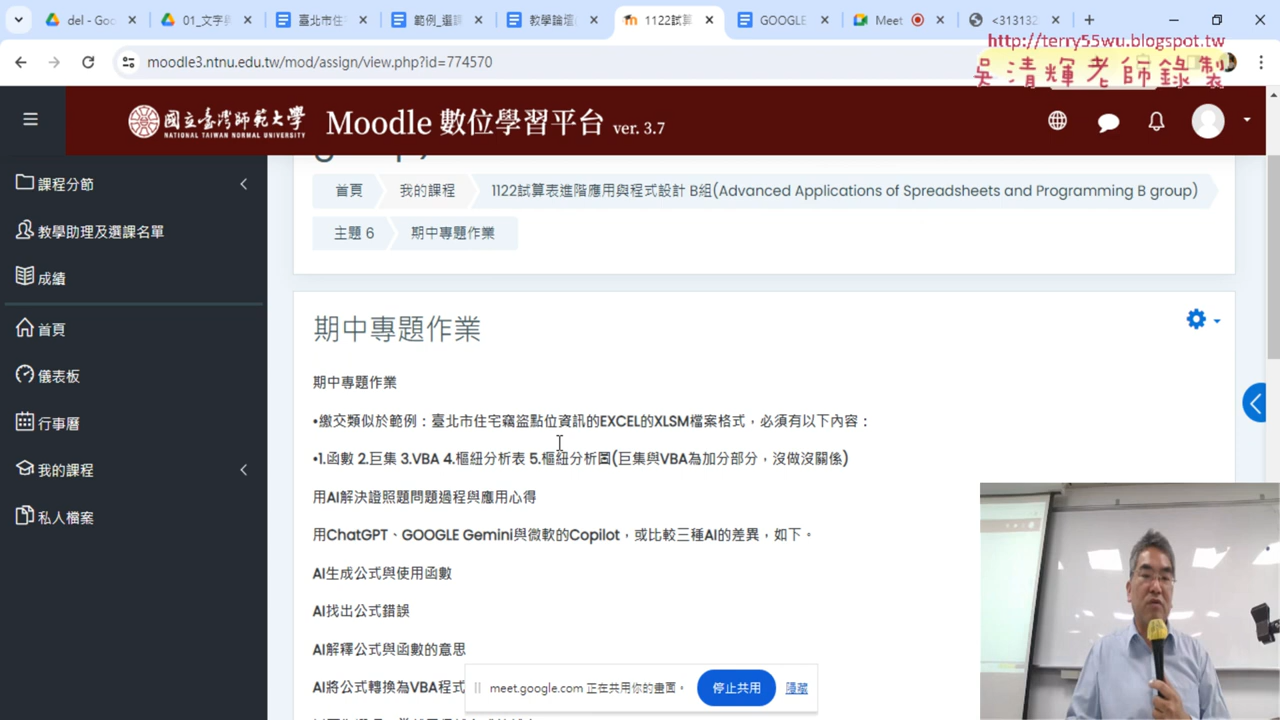 del - Goo
01_文字與
臺北市住宅
範例_選課
教學論壇
1122試算
GOOGLE
Meet
<313132
http://terry55wu.blogspot.tw
吳清輝老師錄製
moodle3.ntnu.edu.tw/mod/assign/view.php?id=774570
國立臺灣師範大學
NATIONAL TAIWAN NORMAL UNIVERSITY
Moodle 數位學習平台 ver. 3.7
課程分節
教學助理及選課名單
成績
首頁
儀表板
行事曆
我的課程
私人檔案
首頁
我的課程
1122試算表進階應用與程式設計 B組(Advanced Applications of Spreadsheets and Programming B group)
主題 6
期中專題作業
期中專題作業
期中專題作業
•繳交類似於範例：臺北市住宅竊盜點位資訊的EXCEL的XLSM檔案格式，必須有以下內容：
•1.函數 2.巨集 3.VBA 4.樞紐分析表 5.樞紐分析圖(巨集與VBA為加分部分，沒做沒關係)
用AI解決證照題問題過程與應用心得
用ChatGPT、GOOGLE Gemini與微軟的Copilot，或比較三種AI的差異，如下。
AI生成公式與使用函數
AI找出公式錯誤
AI解釋公式與函數的意思
AI將公式轉換為VBA程式
meet.google.com 正在共用你的畫面。
停止共用
隱藏